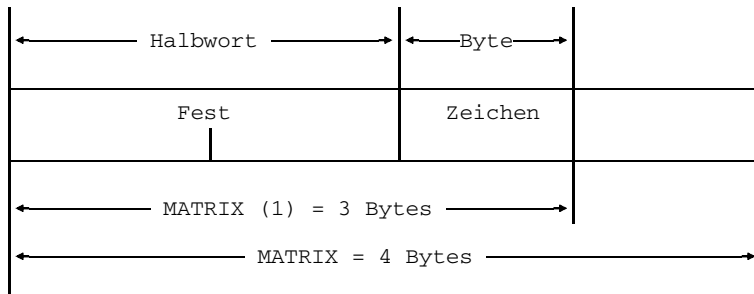 Halbwort Byte
Fest Zeichen
MATRIX (1) = 3 Bytes
MATRIX = 4 Bytes